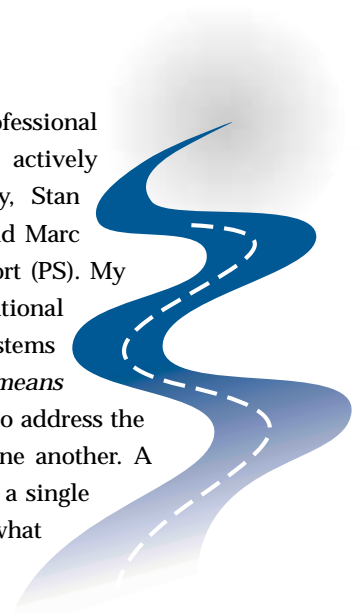 ofessional
actively
y, Stan
d Marc
ort (PS). My
tional
stems
means
o address the
ne another. A
a single
what